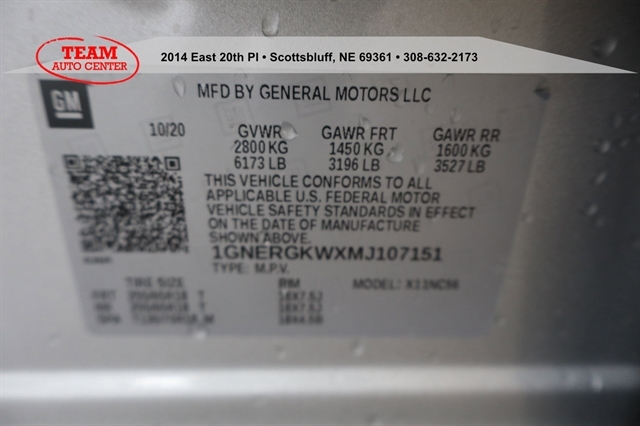 TEAM
AUTO CENTER
2014 East 20th Pl • Scottsbluff, NE 69361 • 308-632-2173
GM
MFD BY GENERAL MOTORS LLC
10/20 GVWR GAWR FRT GAWR RR
2800 KG 1450 KG 1600 KG
6173 LB 3196 LB 3527 LB
THIS VEHICLE CONFORMS TO ALL
APPLICABLE U.S. FEDERAL MOTOR
VEHICLE SAFETY STANDARDS IN EFFECT
ON THE DATE OF MANUFACTURE
SHOWN ABOVE.
1GNERGKWXMJ107151
TYPE: M.P.V. MODEL:
TIRE SIZE RIM